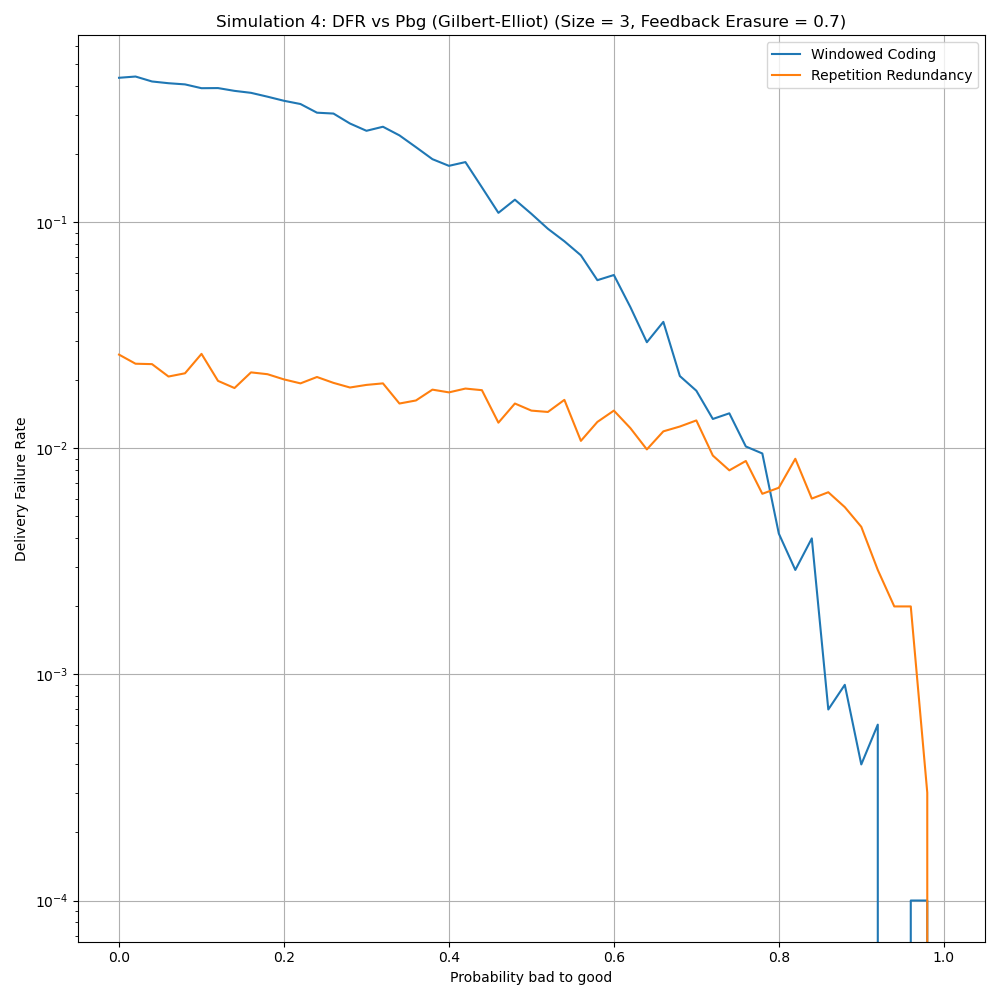 Simulation 4: DFR vs Pbg (Gilbert-Elliot) (Size = 3, Feedback Erasure = 0.7)
Windowed Coding
Repetition Redundancy
Delivery Failure Rate
10⁻¹
10⁻²
10⁻³
10⁻⁴
0.0 0.2 0.4 0.6 0.8 1.0
Probability bad to good